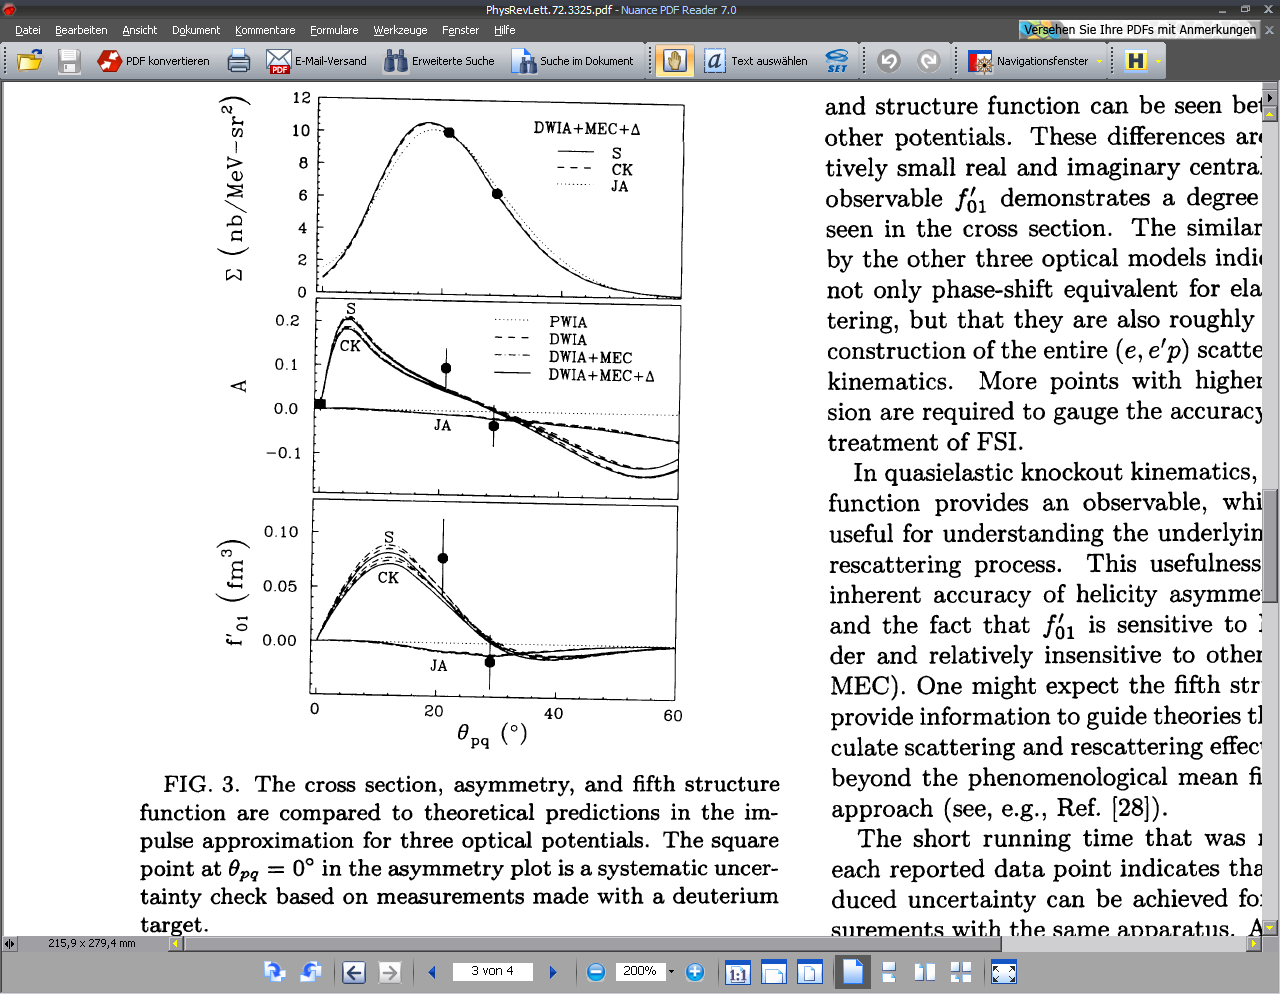 PhysRevLett.72.3325.pdf - Nuance PDF Reader 7.0
Datei Bearbeiten Ansicht Dokument Kommentare Formulare Werkzeuge Fenster Hilfe
Versehen Sie Ihre PDFs mit Anmerkungen
PDF konvertieren E-Mail-Versand Erweiterte Suche Suche im Dokument Text auswählen SET Navigationsfenster H
12
10
8
6
4
2
0
Σ (nb/MeV-sr²)
DWIA+MEC+Δ
S
CK
JA
0.2
0.1
0.0
-0.1
A
S
CK
JA
PWIA
DWIA
DWIA+MEC
DWIA+MEC+Δ
0.10
0.05
0.00
f′₀₁ (fm³)
S
CK
JA
0 20 40 60
θpq (°)
FIG. 3. The cross section, asymmetry, and fifth structure
function are compared to theoretical predictions in the im-
pulse approximation for three optical potentials. The square
point at θpq = 0° in the asymmetry plot is a systematic uncer-
tainty check based on measurements made with a deuterium
target.
and structure function can be seen be
other potentials. These differences are
tively small real and imaginary centra
observable f′₀₁ demonstrates a degree
seen in the cross section. The similar
by the other three optical models indi
not only phase-shift equivalent for ela
tering, but that they are also roughly
construction of the entire (e, e′p) scatte
kinematics. More points with higher
sion are required to gauge the accuracy
treatment of FSI.
In quasielastic knockout kinematics,
function provides an observable, whi
useful for understanding the underlyin
rescattering process. This usefulness
inherent accuracy of helicity asymme
and the fact that f′₀₁ is sensitive to
der and relatively insensitive to other
MEC). One might expect the fifth str
provide information to guide theories t
culate scattering and rescattering effec
beyond the phenomenological mean fi
approach (see, e.g., Ref. [28]).
The short running time that was
each reported data point indicates tha
duced uncertainty can be achieved fo
surements with the same apparatus. A
215,9 x 279,4 mm
3 von 4 200% 1:1